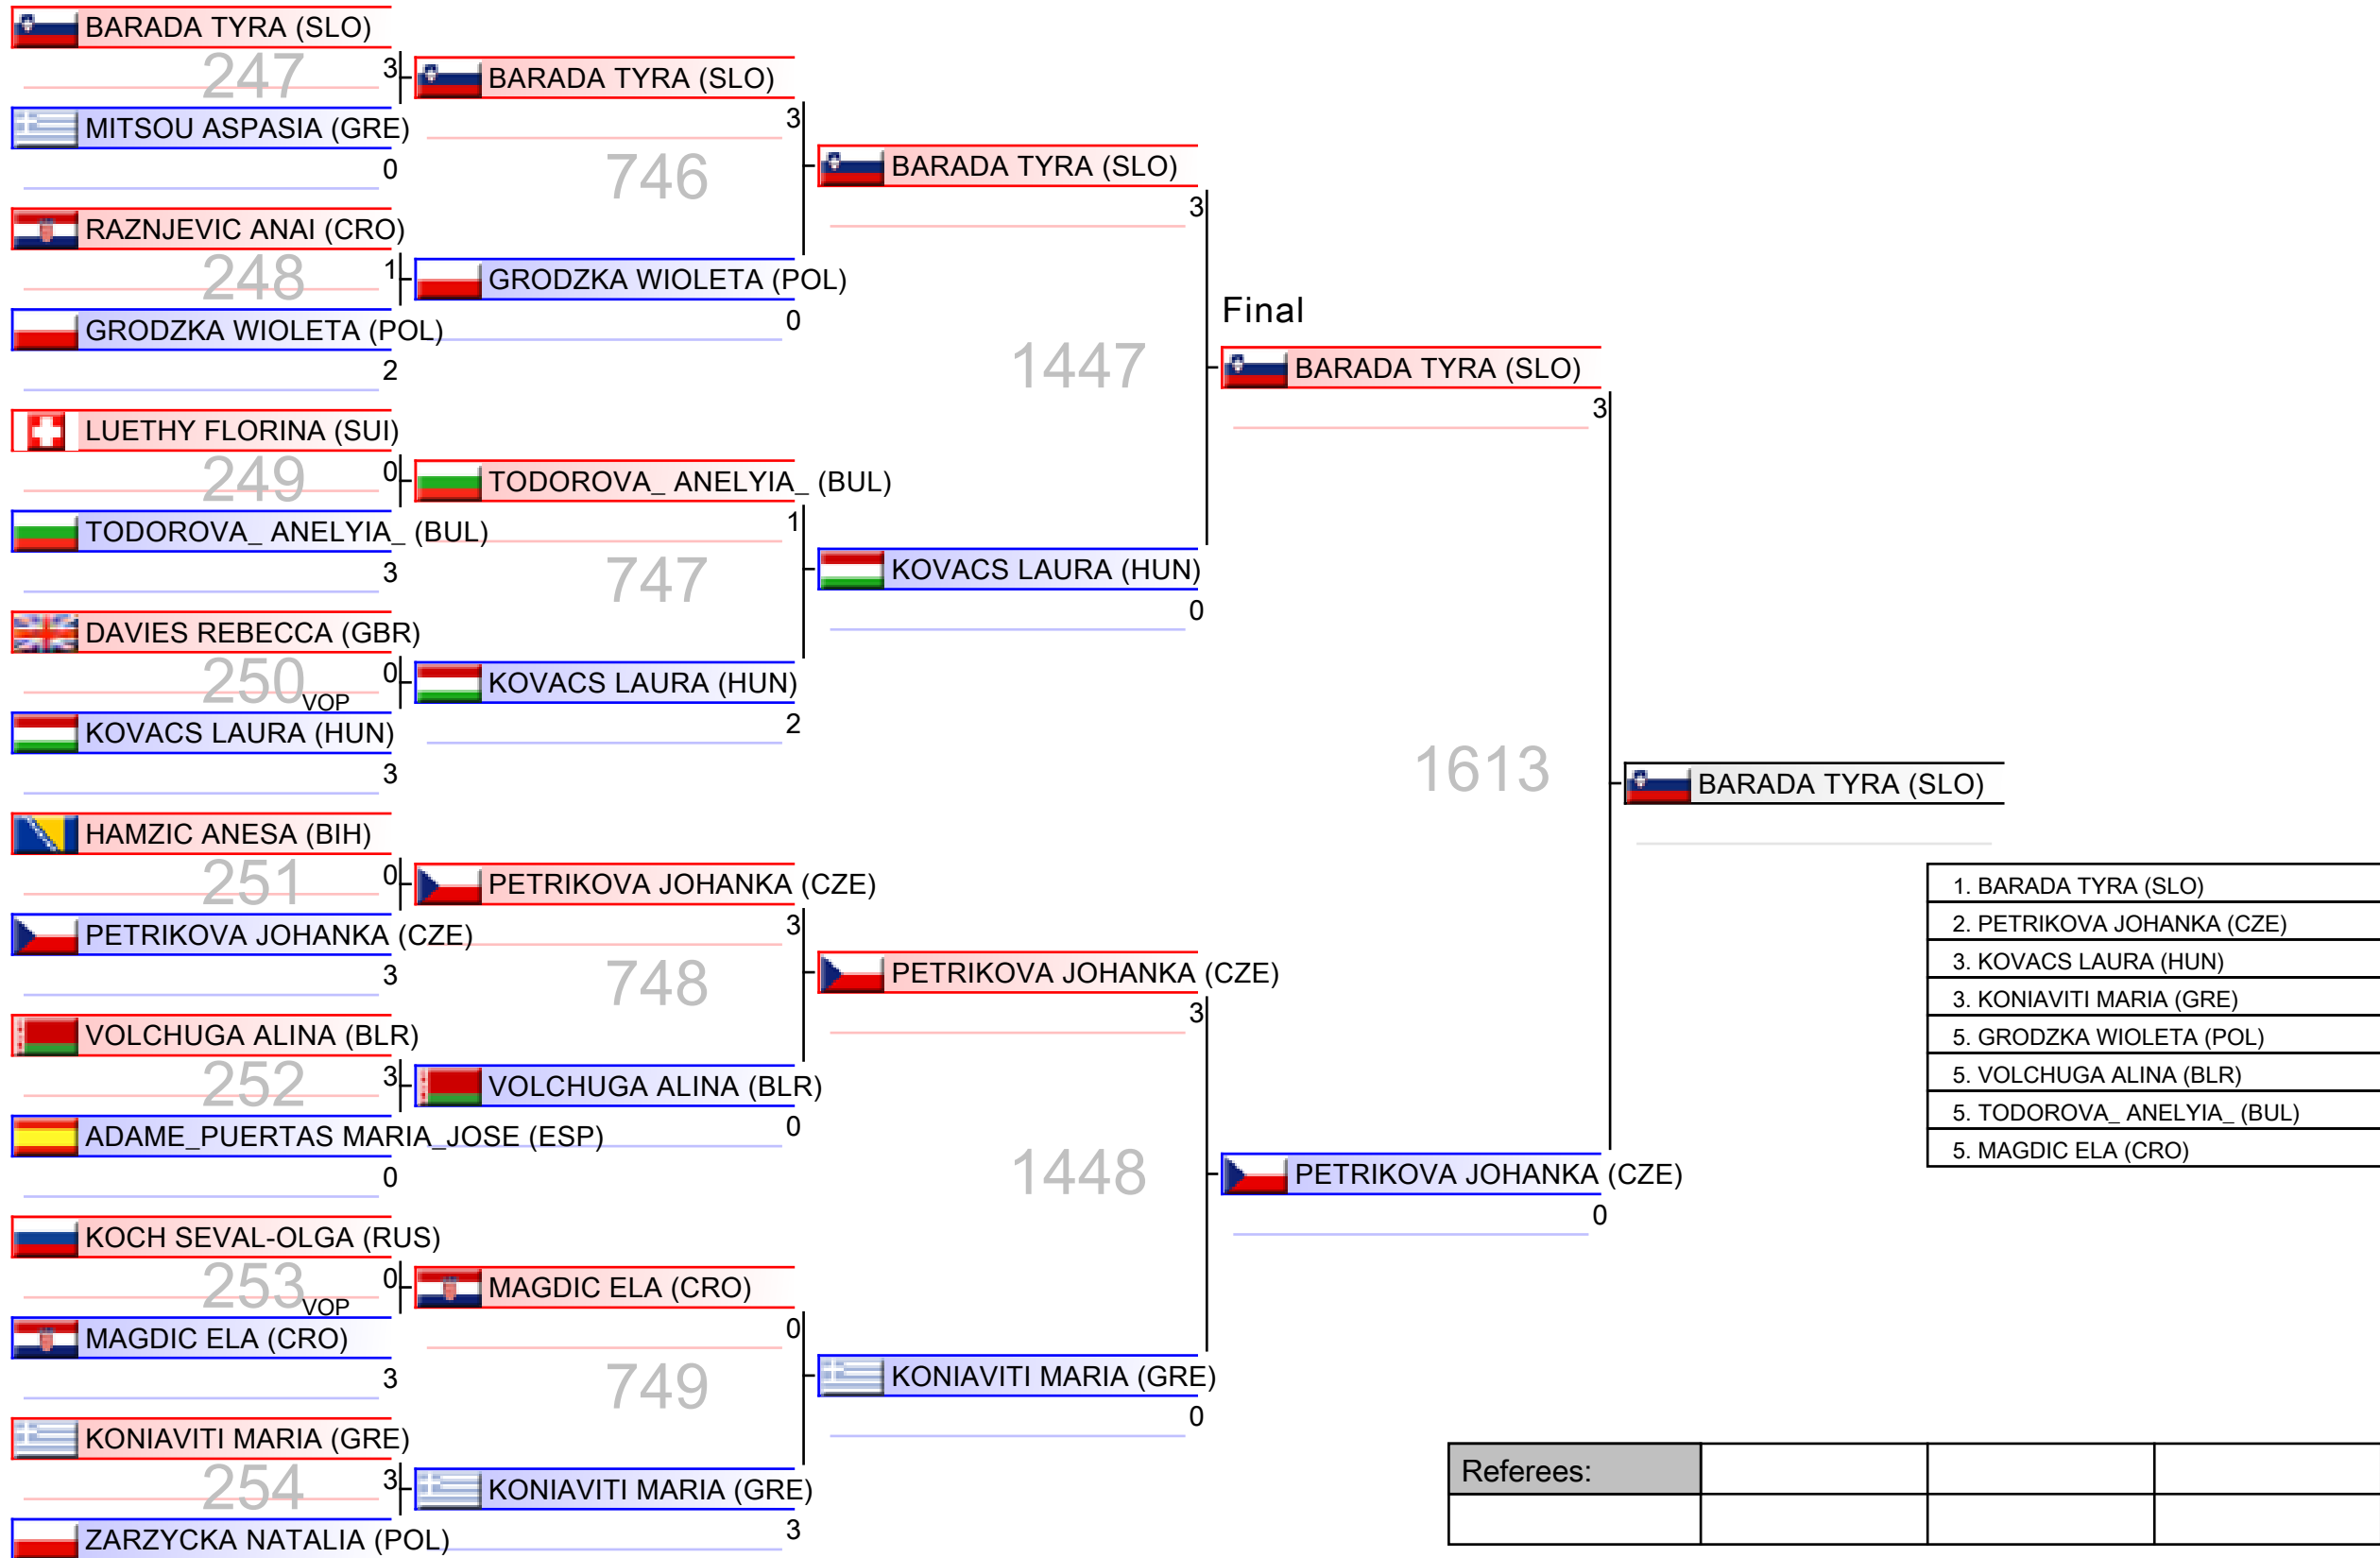 BARADA TYRA (SLO)
247
3
MITSOU ASPASIA (GRE)
0
RAZNJEVIC ANAI (CRO)
248
1
GRODZKA WIOLETA (POL)
2
LUETHY FLORINA (SUI)
249
0
TODOROVA_ ANELYIA_ (BUL)
3
DAVIES REBECCA (GBR)
250
0
VOP
KOVACS LAURA (HUN)
3
HAMZIC ANESA (BIH)
251
0
PETRIKOVA JOHANKA (CZE)
3
VOLCHUGA ALINA (BLR)
252
3
ADAME_PUERTAS MARIA_JOSE (ESP)
0
KOCH SEVAL-OLGA (RUS)
253
0
VOP
MAGDIC ELA (CRO)
3
KONIAVITI MARIA (GRE)
254
3
ZARZYCKA NATALIA (POL)
BARADA TYRA (SLO)
3
746
GRODZKA WIOLETA (POL)
0
TODOROVA_ ANELYIA_ (BUL)
1
747
KOVACS LAURA (HUN)
2
PETRIKOVA JOHANKA (CZE)
3
748
VOLCHUGA ALINA (BLR)
0
MAGDIC ELA (CRO)
0
749
KONIAVITI MARIA (GRE)
3
BARADA TYRA (SLO)
3
1447
KOVACS LAURA (HUN)
0
PETRIKOVA JOHANKA (CZE)
3
1448
KONIAVITI MARIA (GRE)
0
Final
BARADA TYRA (SLO)
3
1613
PETRIKOVA JOHANKA (CZE)
0
BARADA TYRA (SLO)
1. BARADA TYRA (SLO)
2. PETRIKOVA JOHANKA (CZE)
3. KOVACS LAURA (HUN)
3. KONIAVITI MARIA (GRE)
5. GRODZKA WIOLETA (POL)
5. VOLCHUGA ALINA (BLR)
5. TODOROVA_ ANELYIA_ (BUL)
5. MAGDIC ELA (CRO)
Referees: